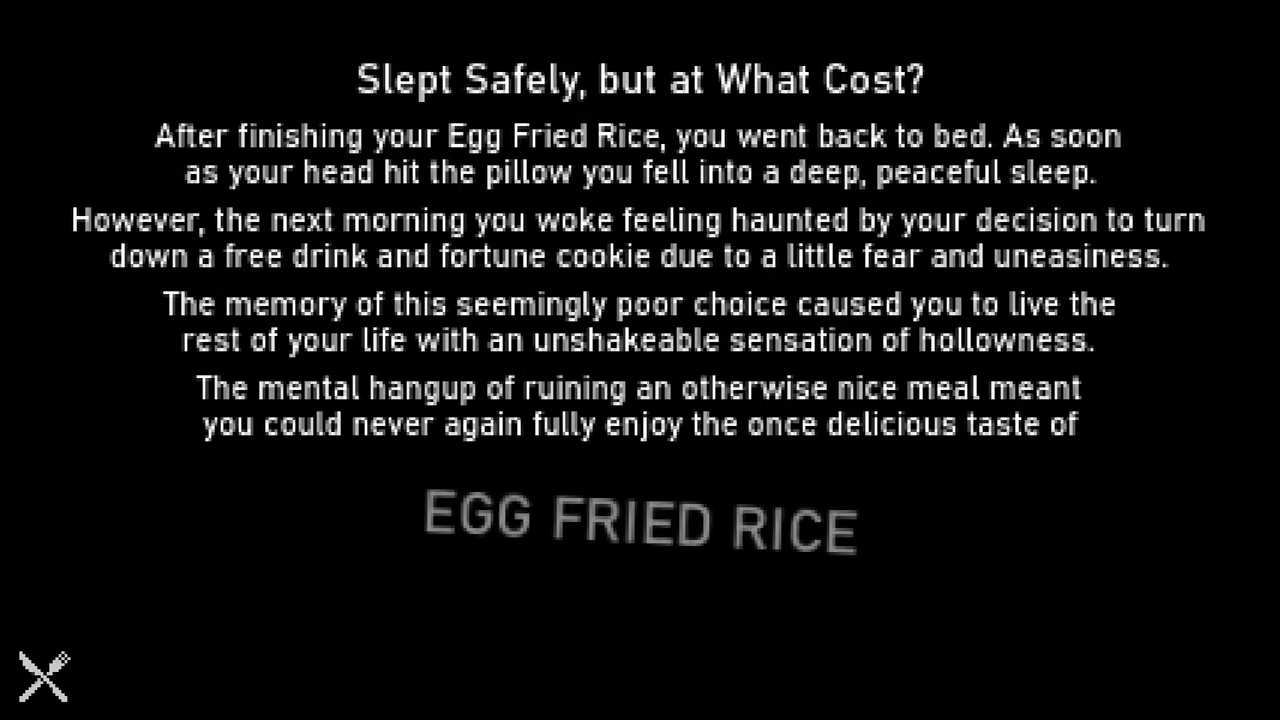 Slept Safely, but at What Cost?
After finishing your Egg Fried Rice, you went back to bed. As soon
as your head hit the pillow you fell into a deep, peaceful sleep.
However, the next morning you woke feeling haunted by your decision to turn
down a free drink and fortune cookie due to a little fear and uneasiness.
The memory of this seemingly poor choice caused you to live the
rest of your life with an unshakeable sensation of hollowness.
The mental hangup of ruining an otherwise nice meal meant
you could never again fully enjoy the once delicious taste of
EGG FRIED RICE